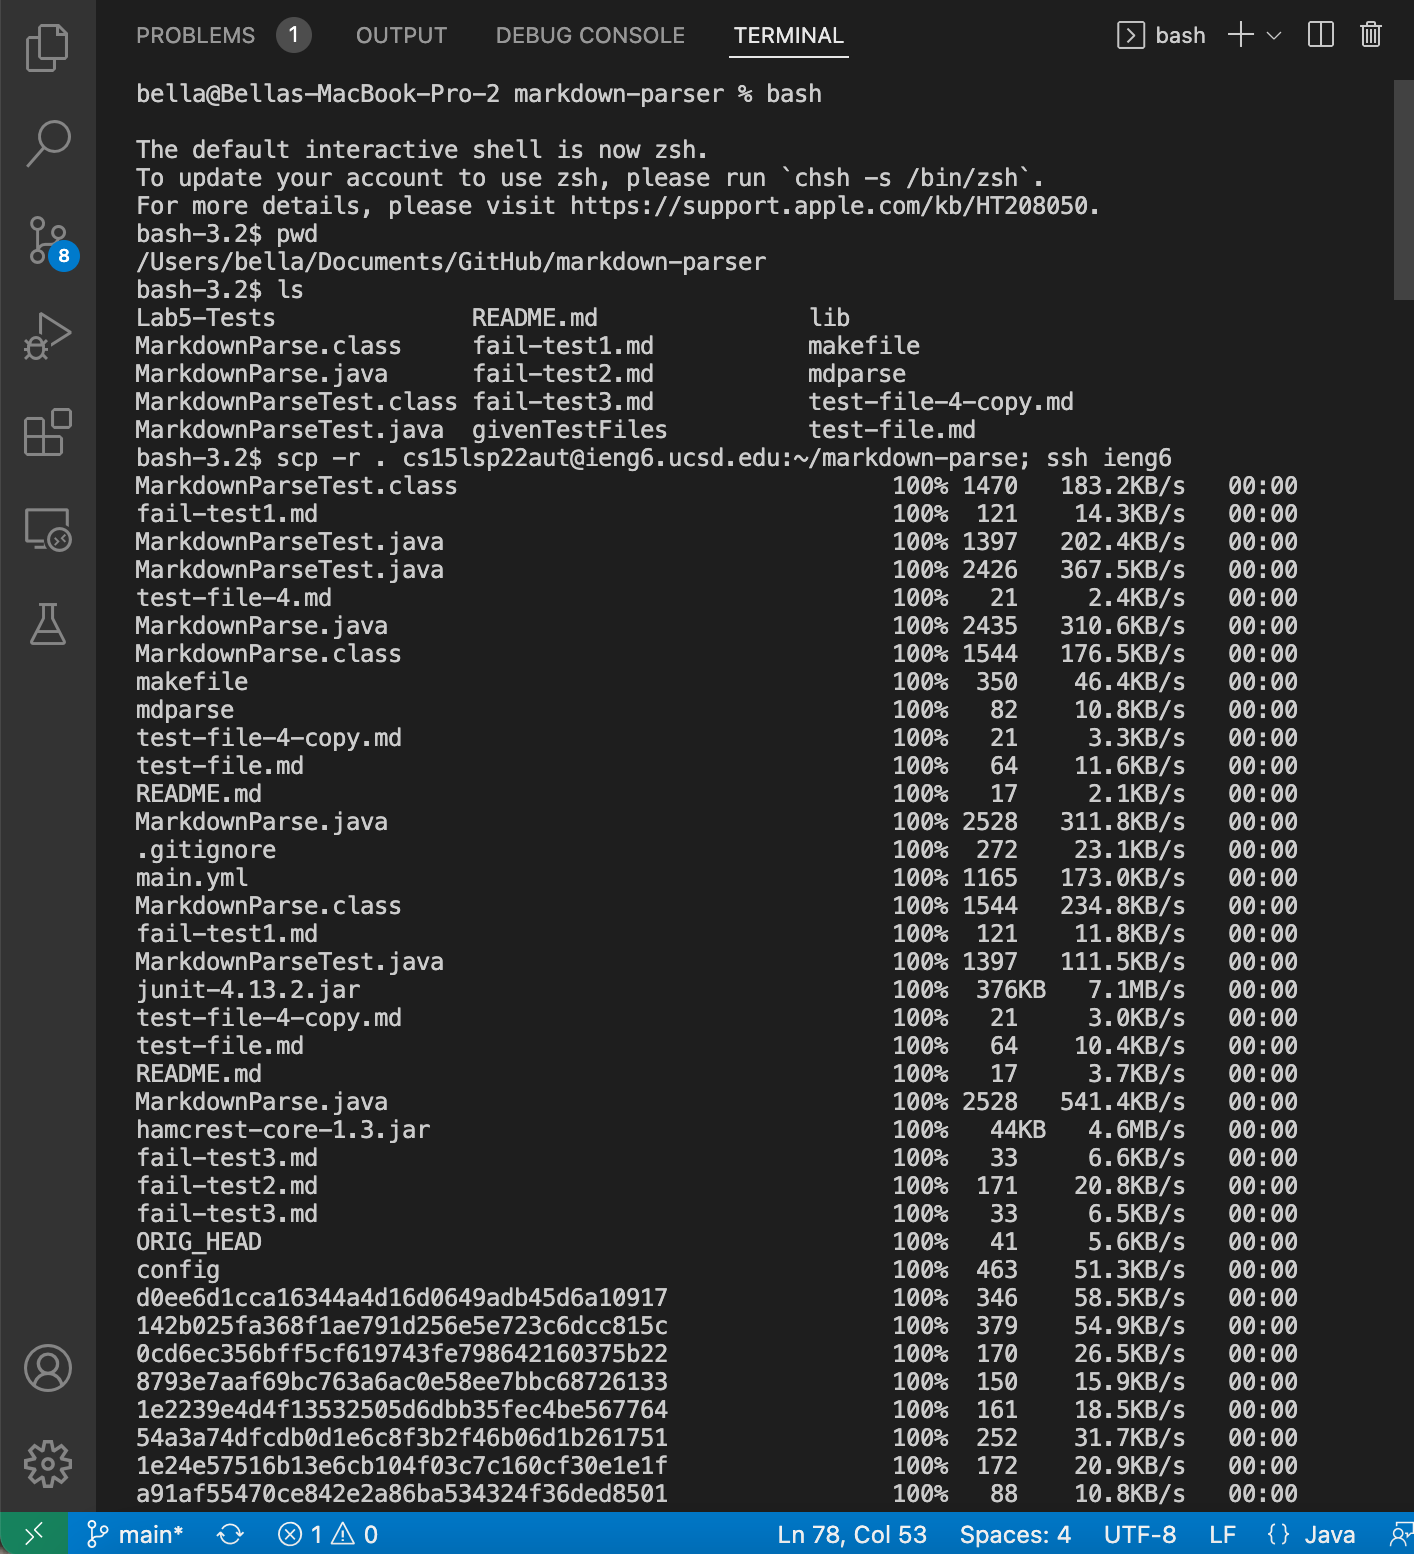 PROBLEMS 1 OUTPUT DEBUG CONSOLE TERMINAL bash
bella@Bellas-MacBook-Pro-2 markdown-parser % bash
The default interactive shell is now zsh.
To update your account to use zsh, please run `chsh -s /bin/zsh`.
For more details, please visit https://support.apple.com/kb/HT208050.
bash-3.2$ pwd
/Users/bella/Documents/GitHub/markdown-parser
bash-3.2$ ls
Lab5-Tests README.md lib
MarkdownParse.class fail-test1.md makefile
MarkdownParse.java fail-test2.md mdparse
MarkdownParseTest.class fail-test3.md test-file-4-copy.md
MarkdownParseTest.java givenTestFiles test-file.md
bash-3.2$ scp -r . cs15lsp22aut@ieng6.ucsd.edu:~/markdown-parse; ssh ieng6
MarkdownParseTest.class 100% 1470 183.2KB/s 00:00
fail-test1.md 100% 121 14.3KB/s 00:00
MarkdownParseTest.java 100% 1397 202.4KB/s 00:00
MarkdownParseTest.java 100% 2426 367.5KB/s 00:00
test-file-4.md 100% 21 2.4KB/s 00:00
MarkdownParse.java 100% 2435 310.6KB/s 00:00
MarkdownParse.class 100% 1544 176.5KB/s 00:00
makefile 100% 350 46.4KB/s 00:00
mdparse 100% 82 10.8KB/s 00:00
test-file-4-copy.md 100% 21 3.3KB/s 00:00
test-file.md 100% 64 11.6KB/s 00:00
README.md 100% 17 2.1KB/s 00:00
MarkdownParse.java 100% 2528 311.8KB/s 00:00
.gitignore 100% 272 23.1KB/s 00:00
main.yml 100% 1165 173.0KB/s 00:00
MarkdownParse.class 100% 1544 234.8KB/s 00:00
fail-test1.md 100% 121 11.8KB/s 00:00
MarkdownParseTest.java 100% 1397 111.5KB/s 00:00
junit-4.13.2.jar 100% 376KB 7.1MB/s 00:00
test-file-4-copy.md 100% 21 3.0KB/s 00:00
test-file.md 100% 64 10.4KB/s 00:00
README.md 100% 17 3.7KB/s 00:00
MarkdownParse.java 100% 2528 541.4KB/s 00:00
hamcrest-core-1.3.jar 100% 44KB 4.6MB/s 00:00
fail-test3.md 100% 33 6.6KB/s 00:00
fail-test2.md 100% 171 20.8KB/s 00:00
fail-test3.md 100% 33 6.5KB/s 00:00
ORIG_HEAD 100% 41 5.6KB/s 00:00
config 100% 463 51.3KB/s 00:00
d0ee6d1cca16344a4d16d0649adb45d6a10917 100% 346 58.5KB/s 00:00
142b025fa368f1ae791d256e5e723c6dcc815c 100% 379 54.9KB/s 00:00
0cd6ec356bff5cf619743fe798642160375b22 100% 170 26.5KB/s 00:00
8793e7aaf69bc763a6ac0e58ee7bbc68726133 100% 150 15.9KB/s 00:00
1e2239e4d4f13532505d6dbb35fec4be567764 100% 161 18.5KB/s 00:00
54a3a74dfcdb0d1e6c8f3b2f46b06d1b261751 100% 252 31.7KB/s 00:00
1e24e57516b13e6cb104f03c7c160cf30e1e1f 100% 172 20.9KB/s 00:00
a91af55470ce842e2a86ba534324f36ded8501 100% 88 10.8KB/s 00:00
8
main* 1 0 Ln 78, Col 53 Spaces: 4 UTF-8 LF {} Java